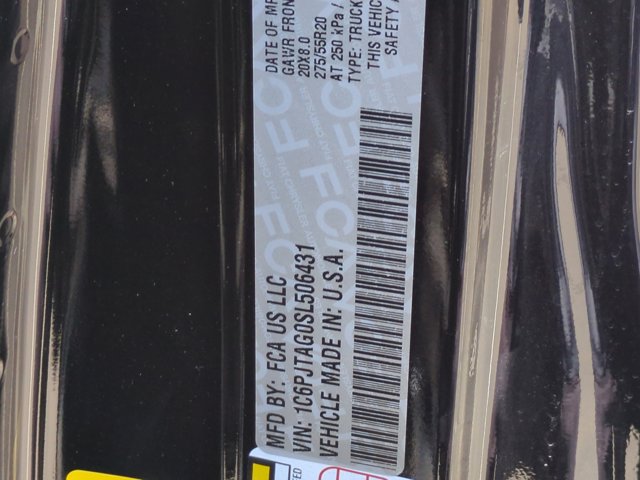 MFD BY: FCA US LLC
DATE OF MF
GAWR FRON
VIN: 1C6PJTAG0SL506431
20X8.0
VEHICLE MADE IN: U.S.A.
275/55R20
AT 250 kPa /
TYPE: TRUCK
THIS VEHIC
SAFETY A